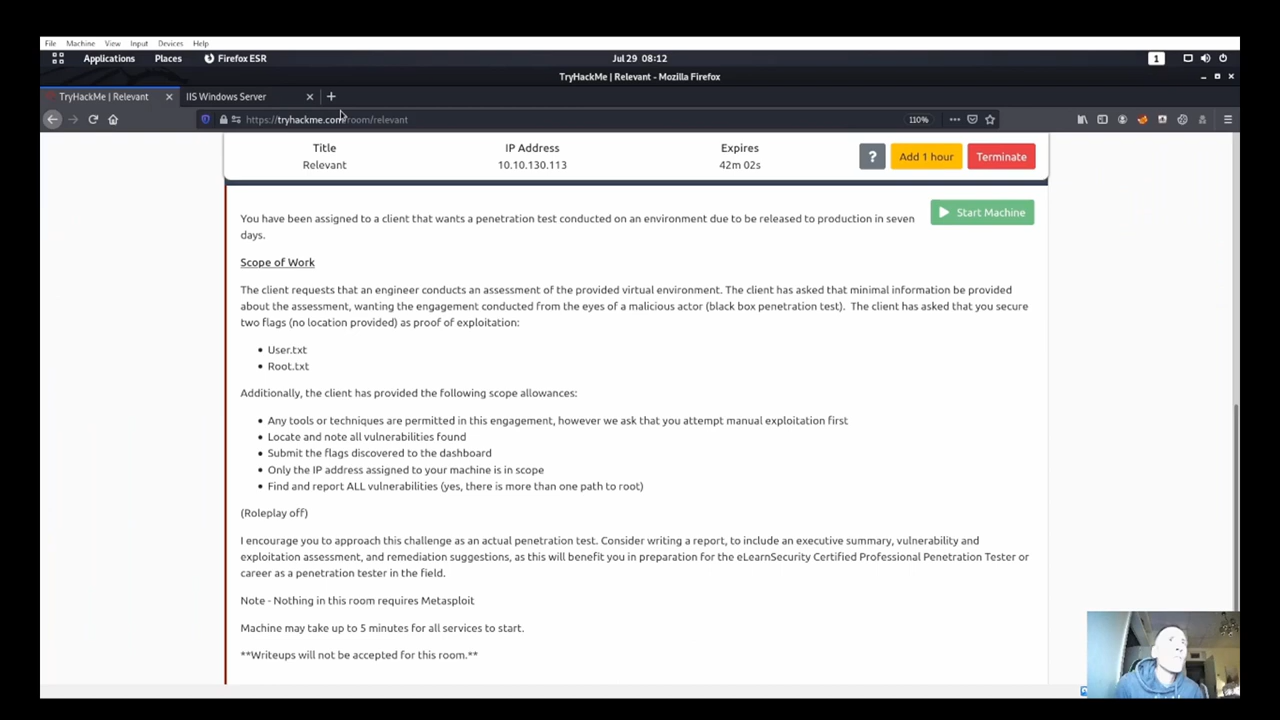 File Machine View Input Devices Help
Applications Places Firefox ESR Jul 29 08:12 1
TryHackMe | Relevant - Mozilla Firefox
TryHackMe | Relevant IIS Windows Server
https://tryhackme.com/room/relevant 110%
Title IP Address Expires
Relevant 10.10.130.113 42m 02s
? Add 1 hour Terminate
Start Machine
You have been assigned to a client that wants a penetration test conducted on an environment due to be released to production in seven
days.
Scope of Work
The client requests that an engineer conducts an assessment of the provided virtual environment. The client has asked that minimal information be provided
about the assessment, wanting the engagement conducted from the eyes of a malicious actor (black box penetration test). The client has asked that you secure
two flags (no location provided) as proof of exploitation:
• User.txt
• Root.txt
Additionally, the client has provided the following scope allowances:
• Any tools or techniques are permitted in this engagement, however we ask that you attempt manual exploitation first
• Locate and note all vulnerabilities found
• Submit the flags discovered to the dashboard
• Only the IP address assigned to your machine is in scope
• Find and report ALL vulnerabilities (yes, there is more than one path to root)
(Roleplay off)
I encourage you to approach this challenge as an actual penetration test. Consider writing a report, to include an executive summary, vulnerability and
exploitation assessment, and remediation suggestions, as this will benefit you in preparation for the eLearnSecurity Certified Professional Penetration Tester or
career as a penetration tester in the field.
Note - Nothing in this room requires Metasploit
Machine may take up to 5 minutes for all services to start.
**Writeups will not be accepted for this room.**